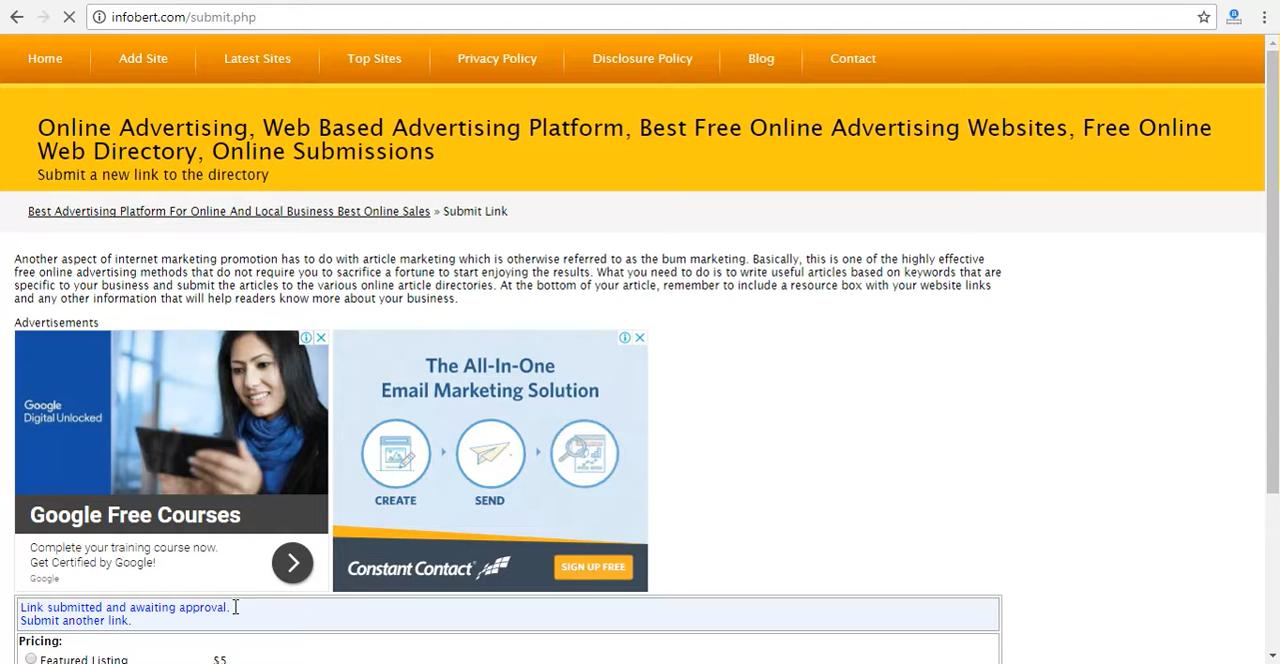 infobert.com/submit.php
Home Add Site Latest Sites Top Sites Privacy Policy Disclosure Policy Blog Contact
Online Advertising, Web Based Advertising Platform, Best Free Online Advertising Websites, Free Online
Web Directory, Online Submissions
Submit a new link to the directory
Best Advertising Platform For Online And Local Business Best Online Sales » Submit Link
Another aspect of internet marketing promotion has to do with article marketing which is otherwise referred to as the bum marketing. Basically, this is one of the highly effective
free online advertising methods that do not require you to sacrifice a fortune to start enjoying the results. What you need to do is to write useful articles based on keywords that are
specific to your business and submit the articles to the various online article directories. At the bottom of your article, remember to include a resource box with your website links
and any other information that will help readers know more about your business.
Advertisements
Google
Digital Unlocked
Google Free Courses
Complete your training course now.
Get Certified by Google!
Google
The All-In-One
Email Marketing Solution
CREATE SEND
Constant Contact
SIGN UP FREE
Link submitted and awaiting approval.
Submit another link.
Pricing:
Featured Listing $5